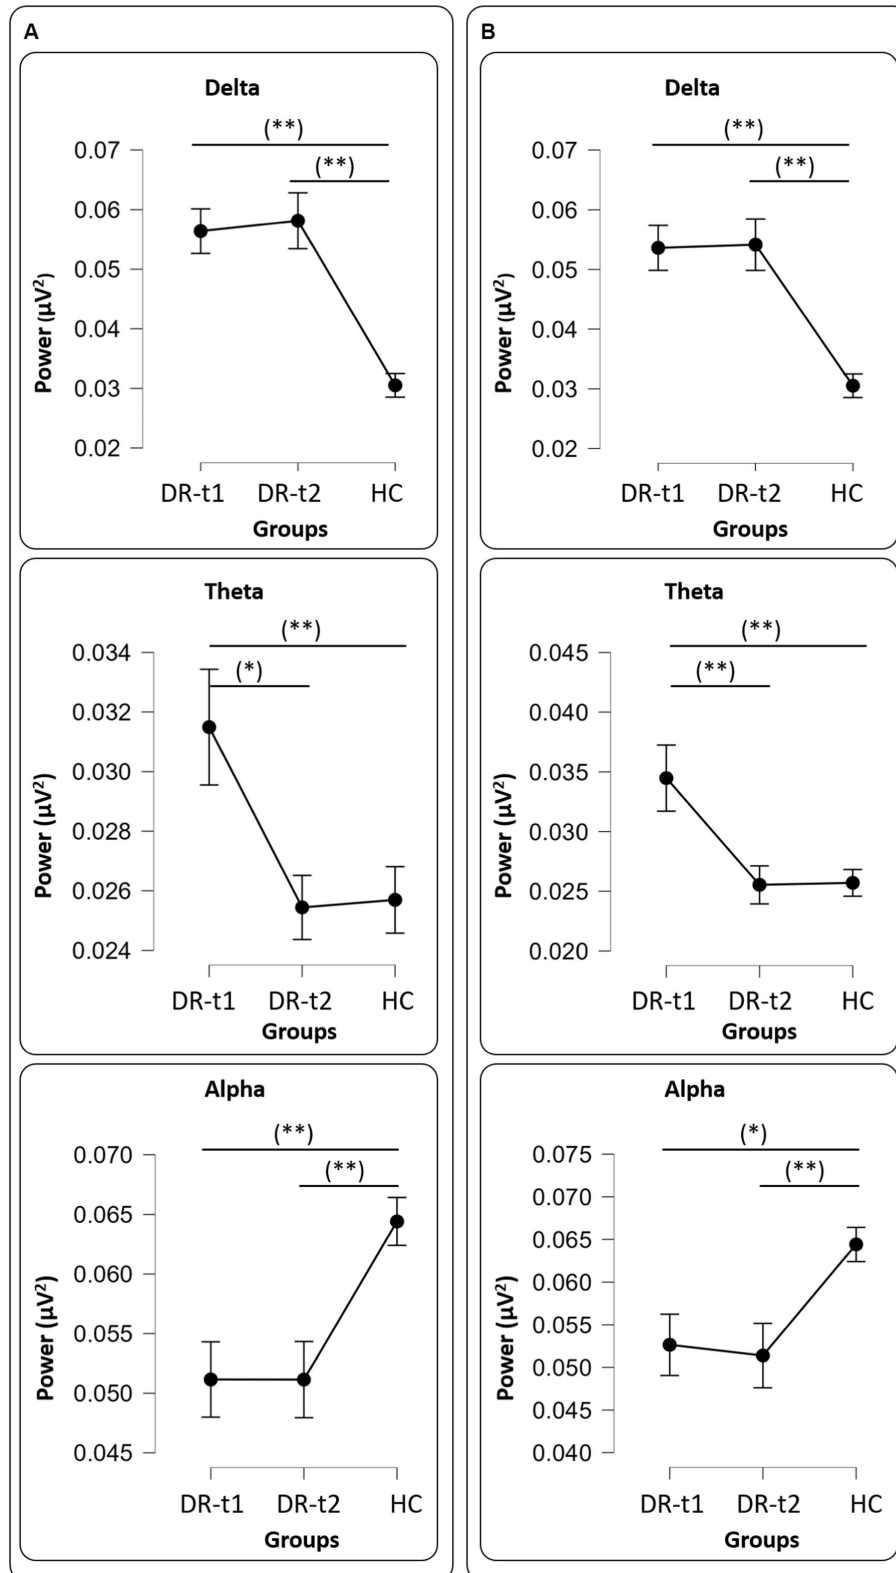 A
Delta
(**)
(**)
0.07
0.06
0.05
0.04
0.03
0.02
Power (μV²)
DR-t1 DR-t2 HC
Groups
Theta
(**)
(*)
0.034
0.032
0.030
0.028
0.026
0.024
Power (μV²)
DR-t1 DR-t2 HC
Groups
Alpha
(**)
(**)
0.070
0.065
0.060
0.055
0.050
0.045
Power (μV²)
DR-t1 DR-t2 HC
Groups
B
Delta
(**)
(**)
0.07
0.06
0.05
0.04
0.03
0.02
Power (μV²)
DR-t1 DR-t2 HC
Groups
Theta
(**)
(**)
0.045
0.040
0.035
0.030
0.025
0.020
Power (μV²)
DR-t1 DR-t2 HC
Groups
Alpha
(*)
(**)
0.075
0.070
0.065
0.060
0.055
0.050
0.045
0.040
Power (μV²)
DR-t1 DR-t2 HC
Groups